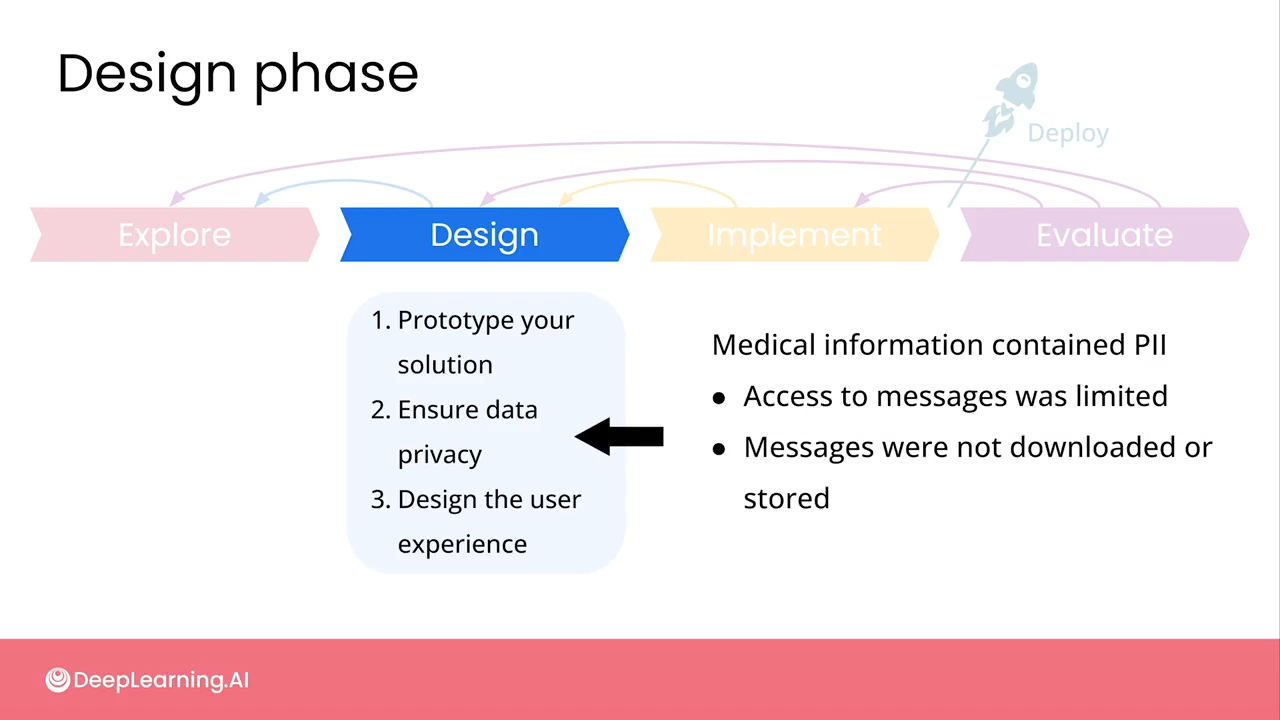 Design phase
Deploy
Explore
Design
Implement
Evaluate
1. Prototype your
solution
2. Ensure data
privacy
3. Design the user
experience
Medical information contained PII
● Access to messages was limited
● Messages were not downloaded or
stored
DeepLearning.AI